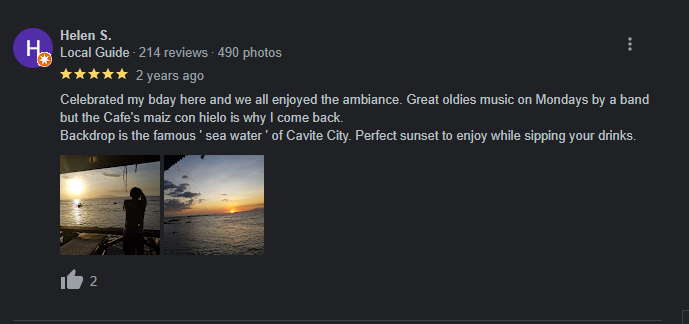 H
Helen S.
Local Guide · 214 reviews · 490 photos
2 years ago
Celebrated my bday here and we all enjoyed the ambiance. Great oldies music on Mondays by a band
but the Cafe's maiz con hielo is why I come back.
Backdrop is the famous ' sea water ' of Cavite City. Perfect sunset to enjoy while sipping your drinks.
2